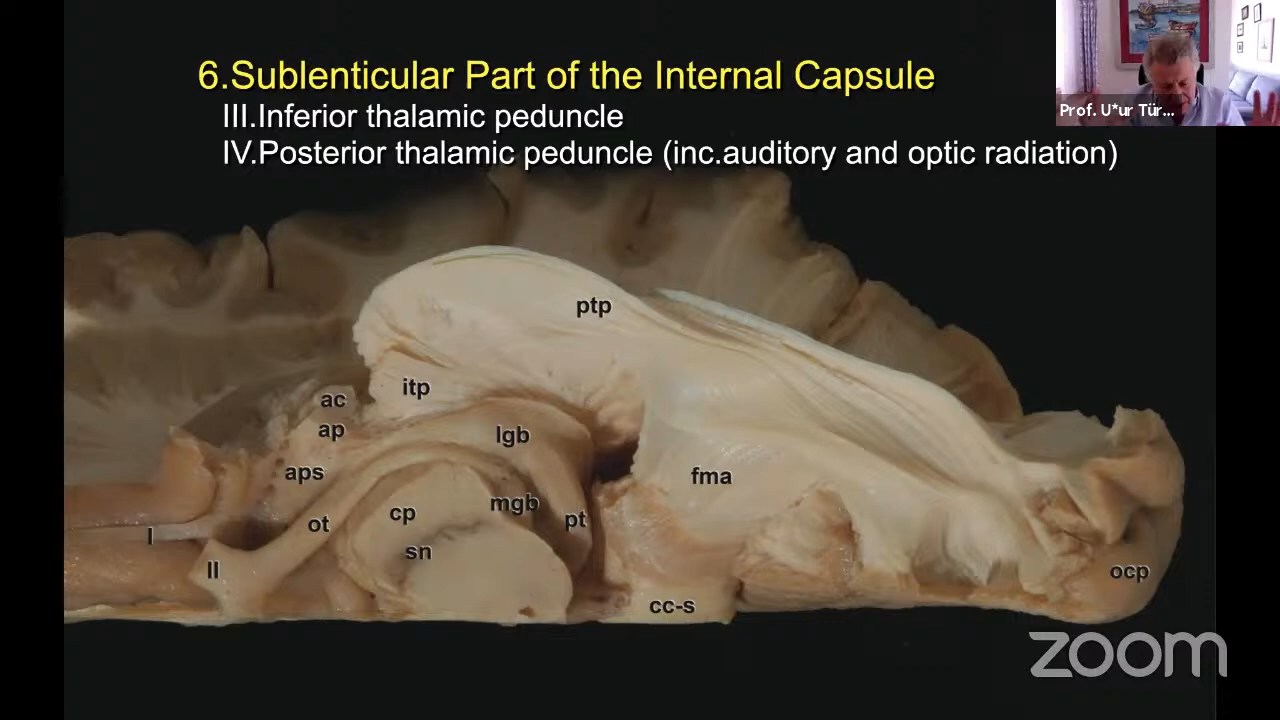 6.Sublenticular Part of the Internal Capsule
III.Inferior thalamic peduncle
IV.Posterior thalamic peduncle (inc.auditory and optic radiation)
Prof. U*ur Tür...
ptp
itp
ac
ap
lgb
aps
fma
mgb
cp
pt
ot
I
sn
II
ocp
cc-s
zoom